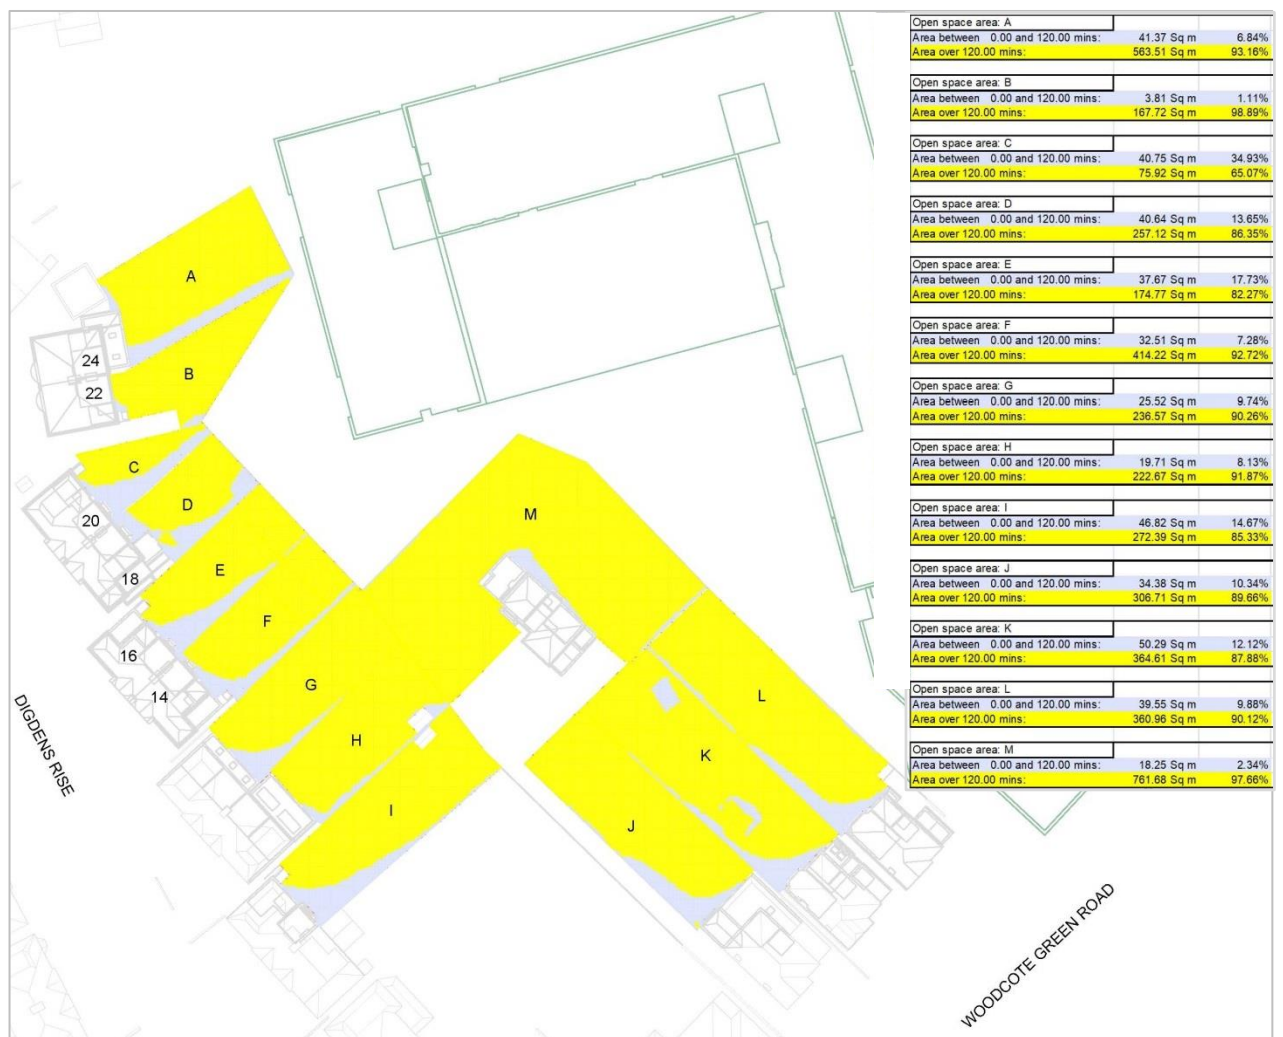 Open space area: A
Area between 0.00 and 120.00 mins: 41.37 Sq m 6.84%
Area over 120.00 mins: 563.51 Sq m 93.16%
Open space area: B
Area between 0.00 and 120.00 mins: 3.81 Sq m 1.11%
Area over 120.00 mins: 167.72 Sq m 98.89%
Open space area: C
Area between 0.00 and 120.00 mins: 40.75 Sq m 34.93%
Area over 120.00 mins: 75.92 Sq m 65.07%
Open space area: D
Area between 0.00 and 120.00 mins: 40.64 Sq m 13.65%
Area over 120.00 mins: 257.12 Sq m 86.35%
Open space area: E
Area between 0.00 and 120.00 mins: 37.67 Sq m 17.73%
Area over 120.00 mins: 174.77 Sq m 82.27%
Open space area: F
Area between 0.00 and 120.00 mins: 32.51 Sq m 7.28%
Area over 120.00 mins: 414.22 Sq m 92.72%
Open space area: G
Area between 0.00 and 120.00 mins: 25.52 Sq m 9.74%
Area over 120.00 mins: 236.57 Sq m 90.26%
Open space area: H
Area between 0.00 and 120.00 mins: 19.71 Sq m 8.13%
Area over 120.00 mins: 222.67 Sq m 91.87%
Open space area: I
Area between 0.00 and 120.00 mins: 46.82 Sq m 14.67%
Area over 120.00 mins: 272.39 Sq m 85.33%
Open space area: J
Area between 0.00 and 120.00 mins: 34.38 Sq m 10.34%
Area over 120.00 mins: 306.71 Sq m 89.66%
Open space area: K
Area between 0.00 and 120.00 mins: 50.29 Sq m 12.12%
Area over 120.00 mins: 364.61 Sq m 87.88%
Open space area: L
Area between 0.00 and 120.00 mins: 39.55 Sq m 9.88%
Area over 120.00 mins: 360.96 Sq m 90.12%
Open space area: M
Area between 0.00 and 120.00 mins: 18.25 Sq m 2.34%
Area over 120.00 mins: 761.68 Sq m 97.66%
A
24
B
22
C
D
20
M
E
18
F
16
G
14
L
H
K
I
J
DIGDENS RISE
WOODCOTE GREEN ROAD